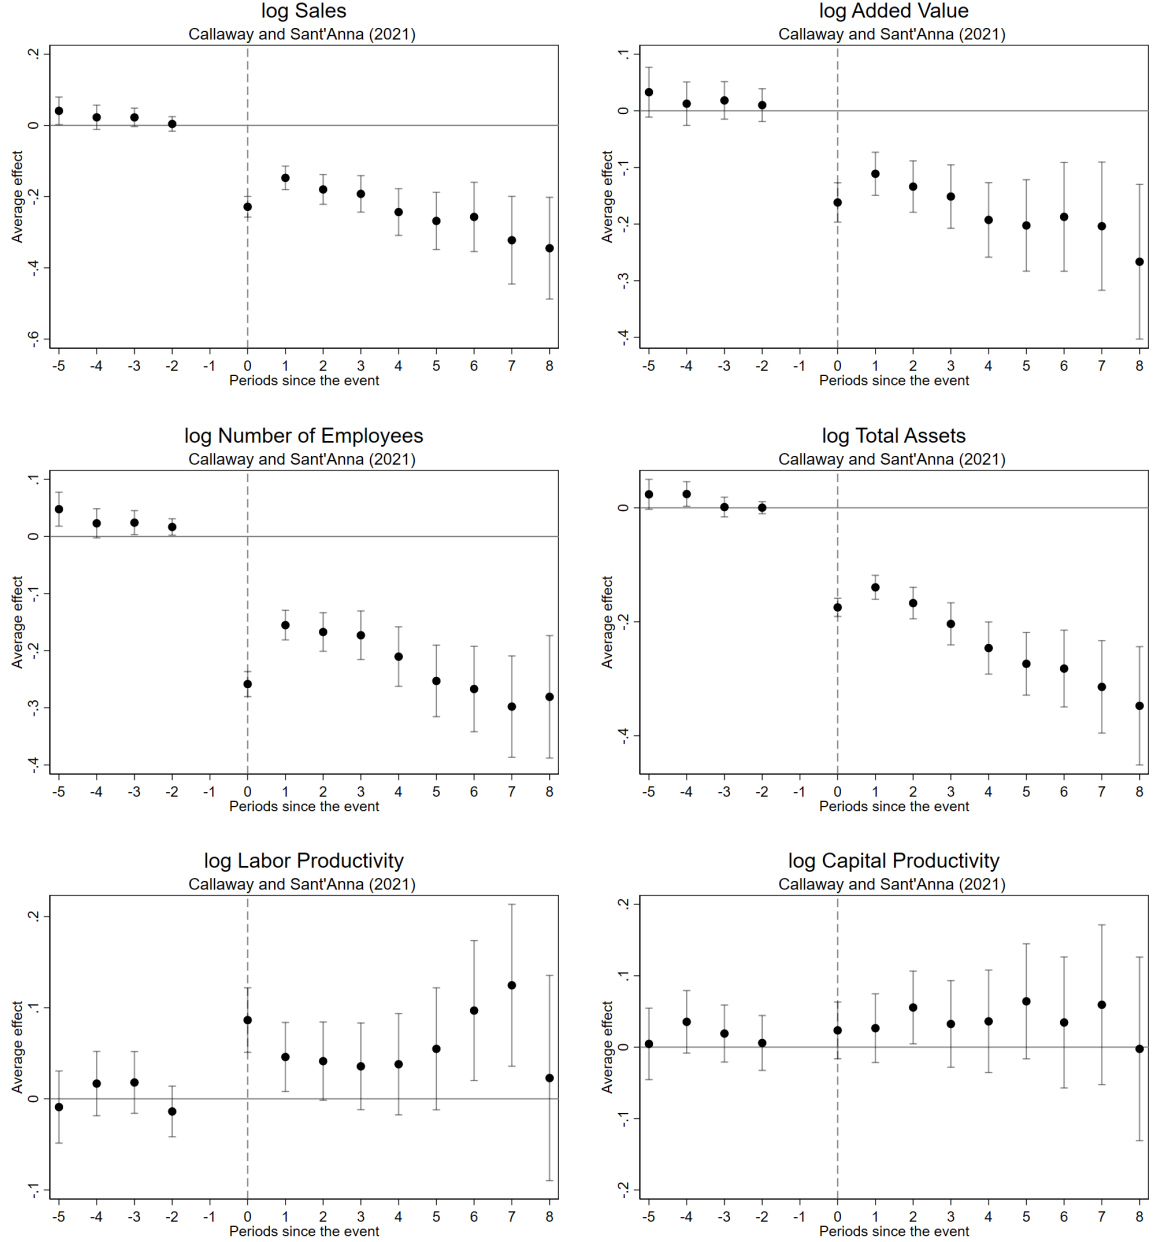 log Sales
Callaway and Sant'Anna (2021)
Average effect
.2
0
-.2
-.4
-.6
-5 -4 -3 -2 -1 0 1 2 3 4 5 6 7 8
Periods since the event
log Added Value
Callaway and Sant'Anna (2021)
Average effect
.1
0
-.1
-.2
-.3
-.4
-5 -4 -3 -2 -1 0 1 2 3 4 5 6 7 8
Periods since the event
log Number of Employees
Callaway and Sant'Anna (2021)
Average effect
.1
0
-.1
-.2
-.3
-.4
-5 -4 -3 -2 -1 0 1 2 3 4 5 6 7 8
Periods since the event
log Total Assets
Callaway and Sant'Anna (2021)
Average effect
0
-.2
-.4
-5 -4 -3 -2 -1 0 1 2 3 4 5 6 7 8
Periods since the event
log Labor Productivity
Callaway and Sant'Anna (2021)
Average effect
.2
.1
0
-.1
-5 -4 -3 -2 -1 0 1 2 3 4 5 6 7 8
Periods since the event
log Capital Productivity
Callaway and Sant'Anna (2021)
Average effect
.2
.1
0
-.1
-.2
-5 -4 -3 -2 -1 0 1 2 3 4 5 6 7 8
Periods since the event